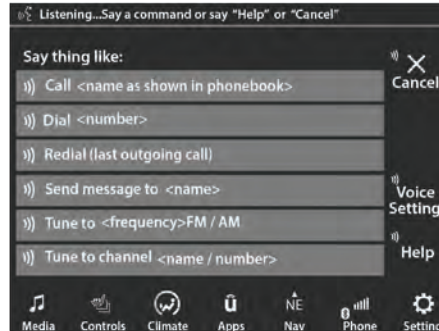 Listening...Say a command or say "Help" or "Cancel"
Say thing like:
Cancel
Call <name as shown in phonebook>
Dial <number>
Redial (last outgoing call)
Send message to <name>
Voice
Setting
Tune to <frequency>FM / AM
Help
Tune to channel <name / number>
NE
Media Controls Climate Apps Nav Phone Setting